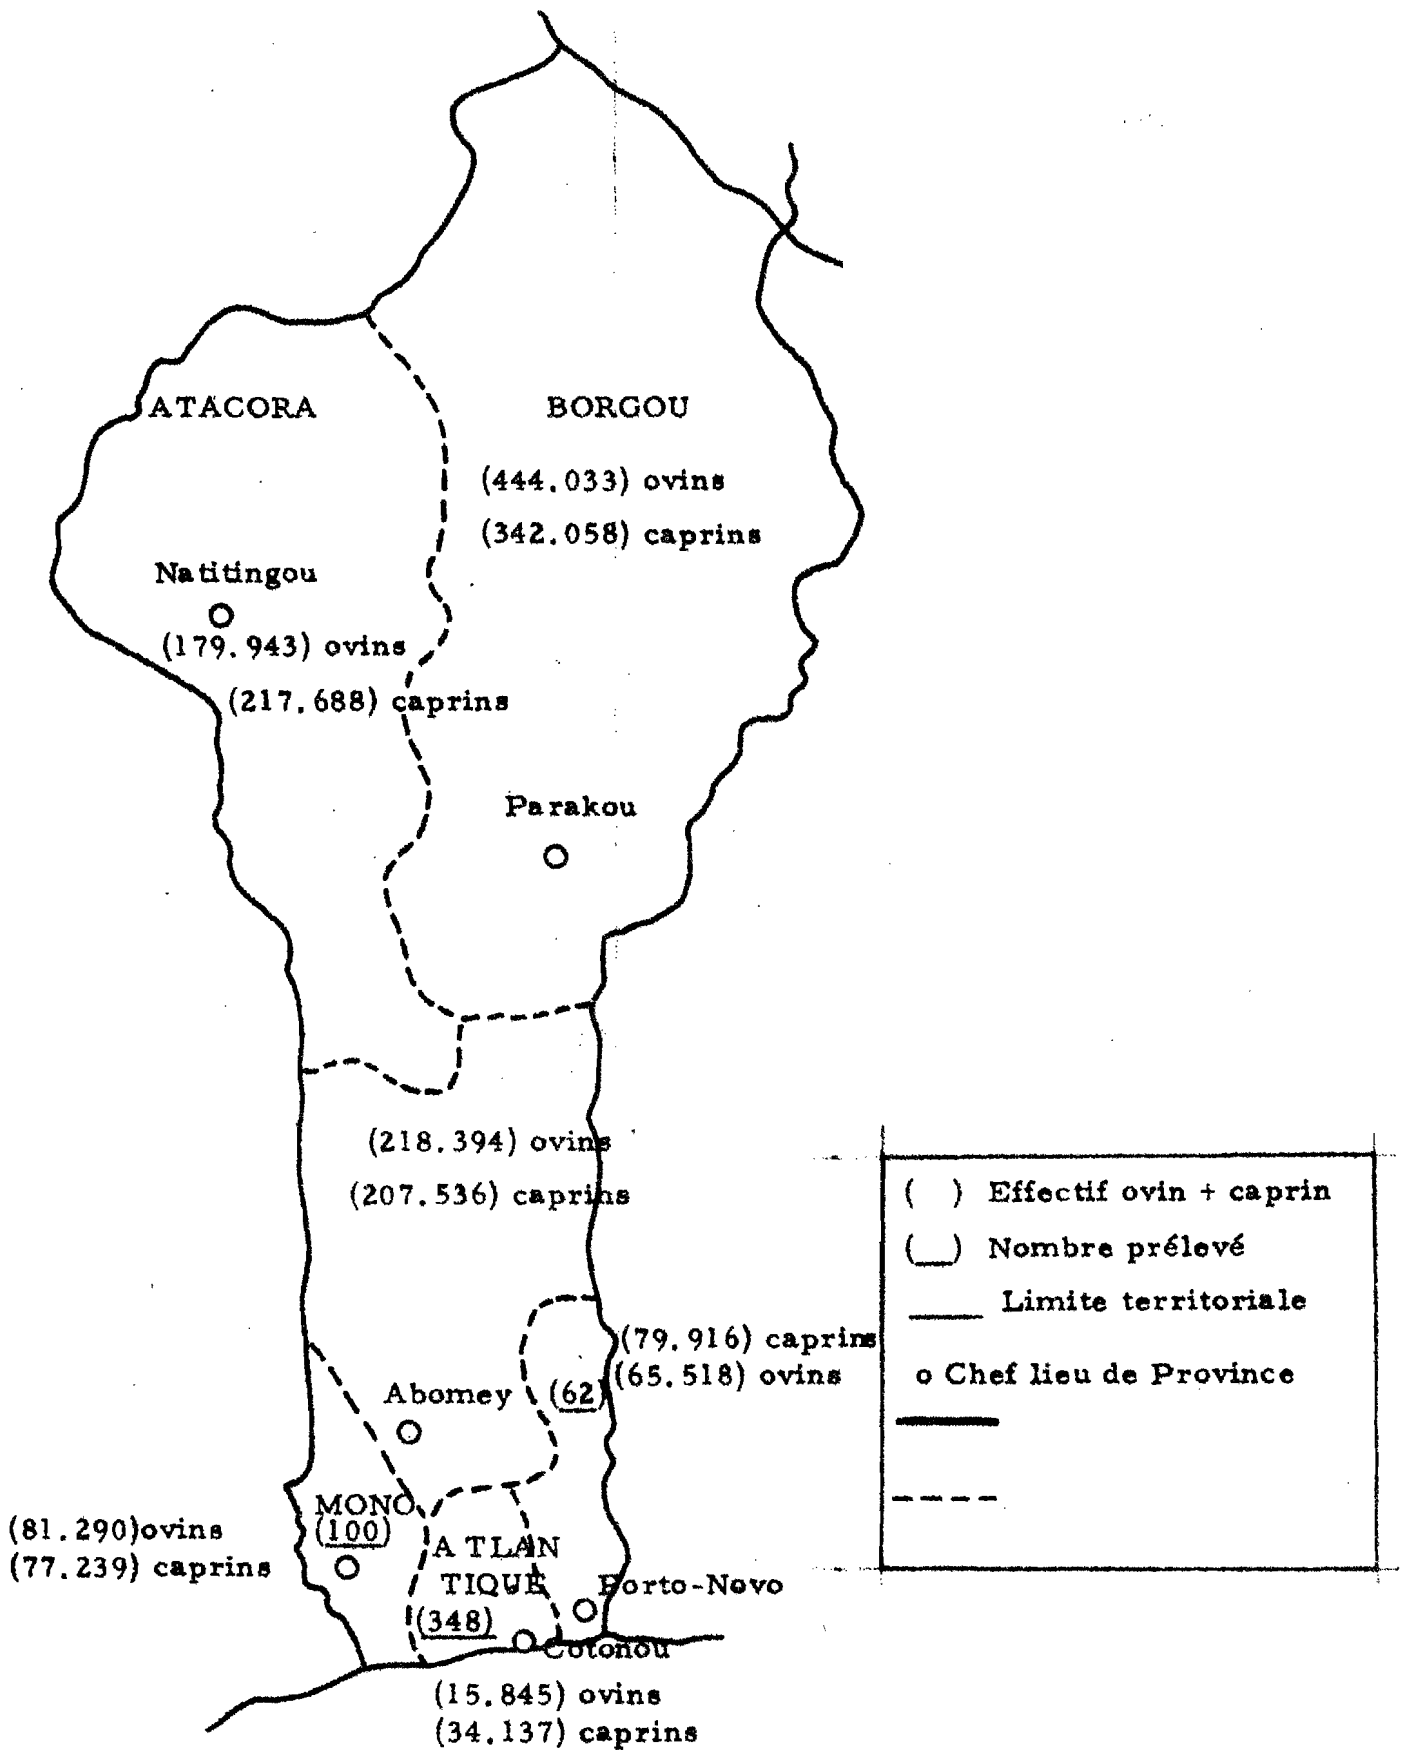 ATACORA
BORGOU
(444.033) ovins
(342.058) caprins
Natitingou
(179.943) ovins
(217.688) caprins
Parakou
(218.394) ovins
(207.536) caprins
( ) Effectif ovin + caprin
(__) Nombre prélevé
Limite territoriale
o Chef lieu de Province
(79.916) caprins
(65.518) ovins
Abomey
(62)
MONO
(100)
(81.290)ovins
(77.239) caprins
ATLAN
TIQUE
(348)
Porto-Novo
Cotonou
(15.845) ovins
(34.137) caprins